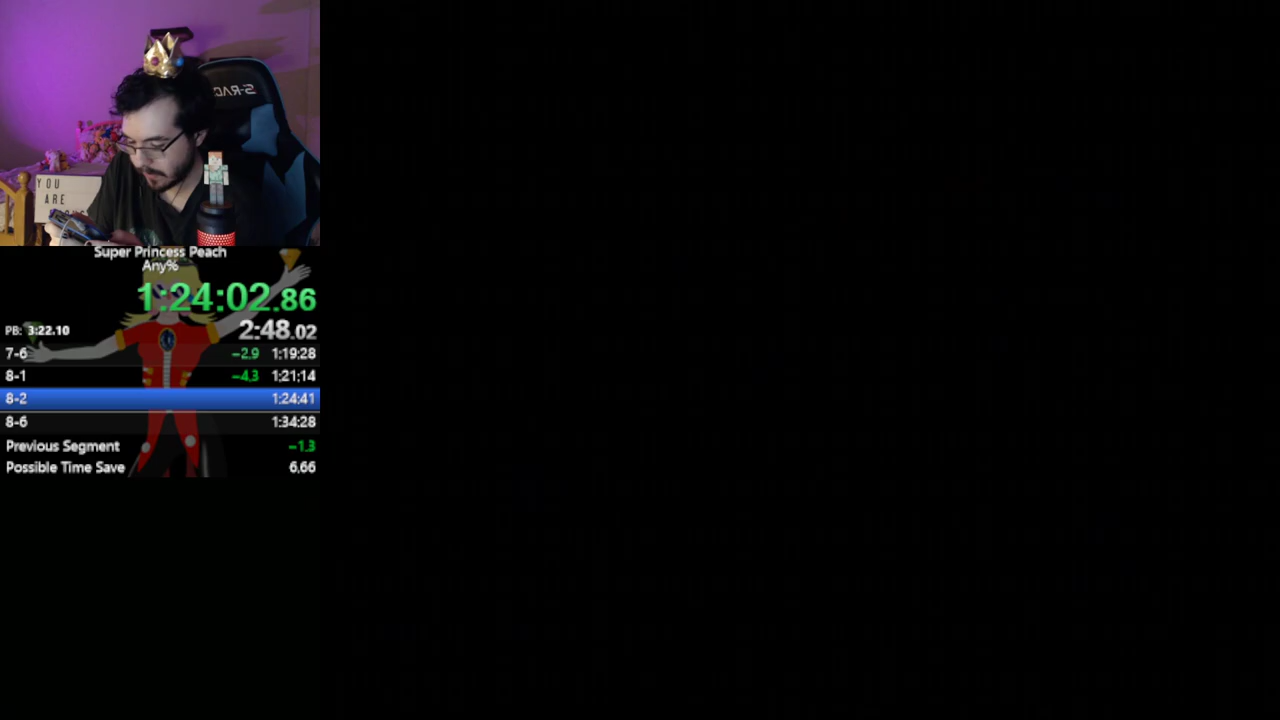 YOU
ARE
Super Princess Peach
Any%
1:24:02.86
PB: 3:22.10 2:48.02
7-6 -2.9 1:19:28
8-1 -4.3 1:21:14
8-2 1:24:41
8-6 1:34:28
Previous Segment -1.3
Possible Time Save 6.66